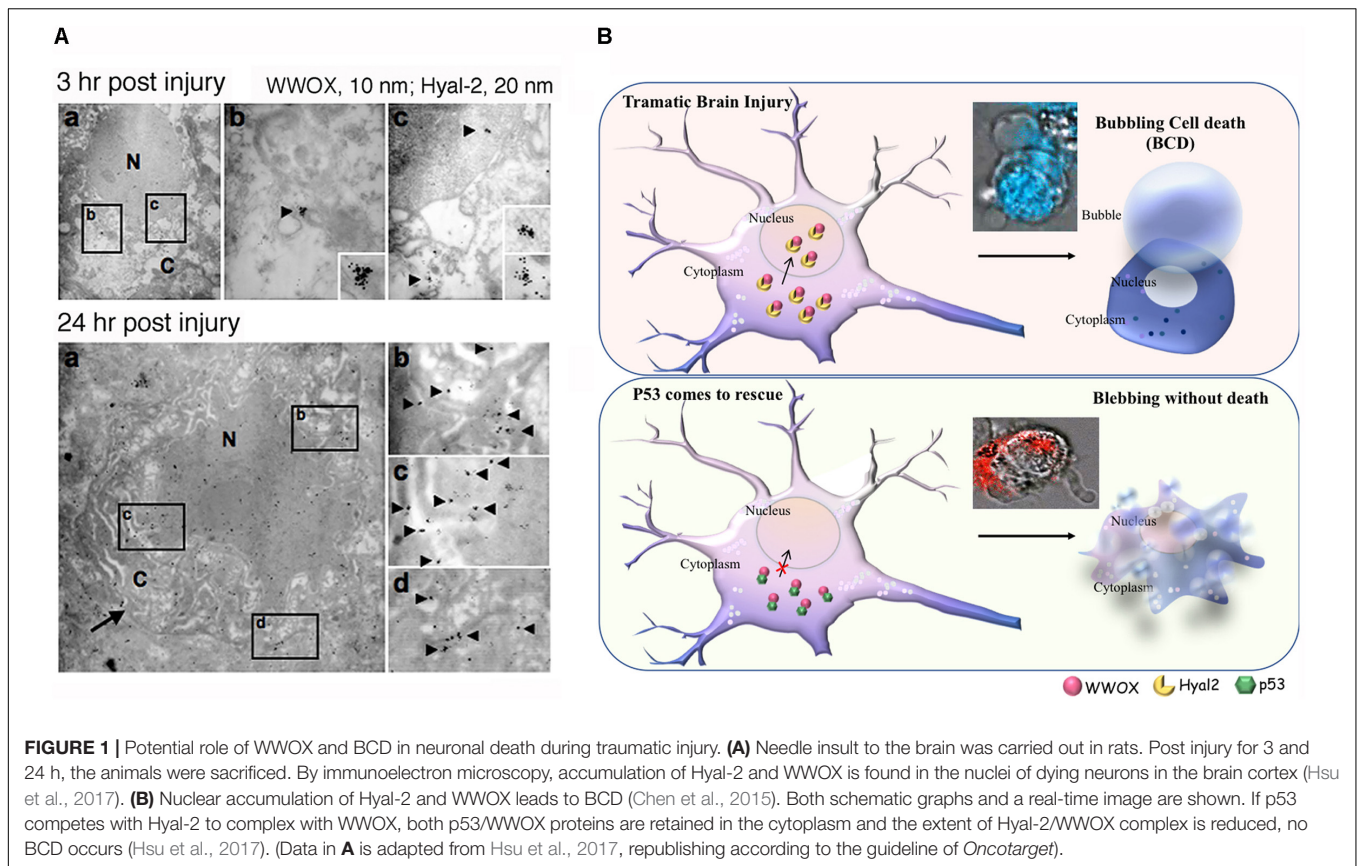 A
3 hr post injury
WWOX, 10 nm; Hyal-2, 20 nm
a
N
b
c
C
b
c
24 hr post injury
a
N
b
c
C
d
b
c
d
B
Tramatic Brain Injury
Nucleus
Cytoplasm
Bubbling Cell death
(BCD)
Bubble
Nucleus
Cytoplasm
P53 comes to rescue
Nucleus
Cytoplasm
Blebbing without death
Nucleus
Cytoplasm
WWOX Hyal2 p53
FIGURE 1 | Potential role of WWOX and BCD in neuronal death during traumatic injury. (A) Needle insult to the brain was carried out in rats. Post injury for 3 and
24 h, the animals were sacrificed. By immunoelectron microscopy, accumulation of Hyal-2 and WWOX is found in the nuclei of dying neurons in the brain cortex (Hsu
et al., 2017). (B) Nuclear accumulation of Hyal-2 and WWOX leads to BCD (Chen et al., 2015). Both schematic graphs and a real-time image are shown. If p53
competes with Hyal-2 to complex with WWOX, both p53/WWOX proteins are retained in the cytoplasm and the extent of Hyal-2/WWOX complex is reduced, no
BCD occurs (Hsu et al., 2017). (Data in A is adapted from Hsu et al., 2017, republishing according to the guideline of Oncotarget).